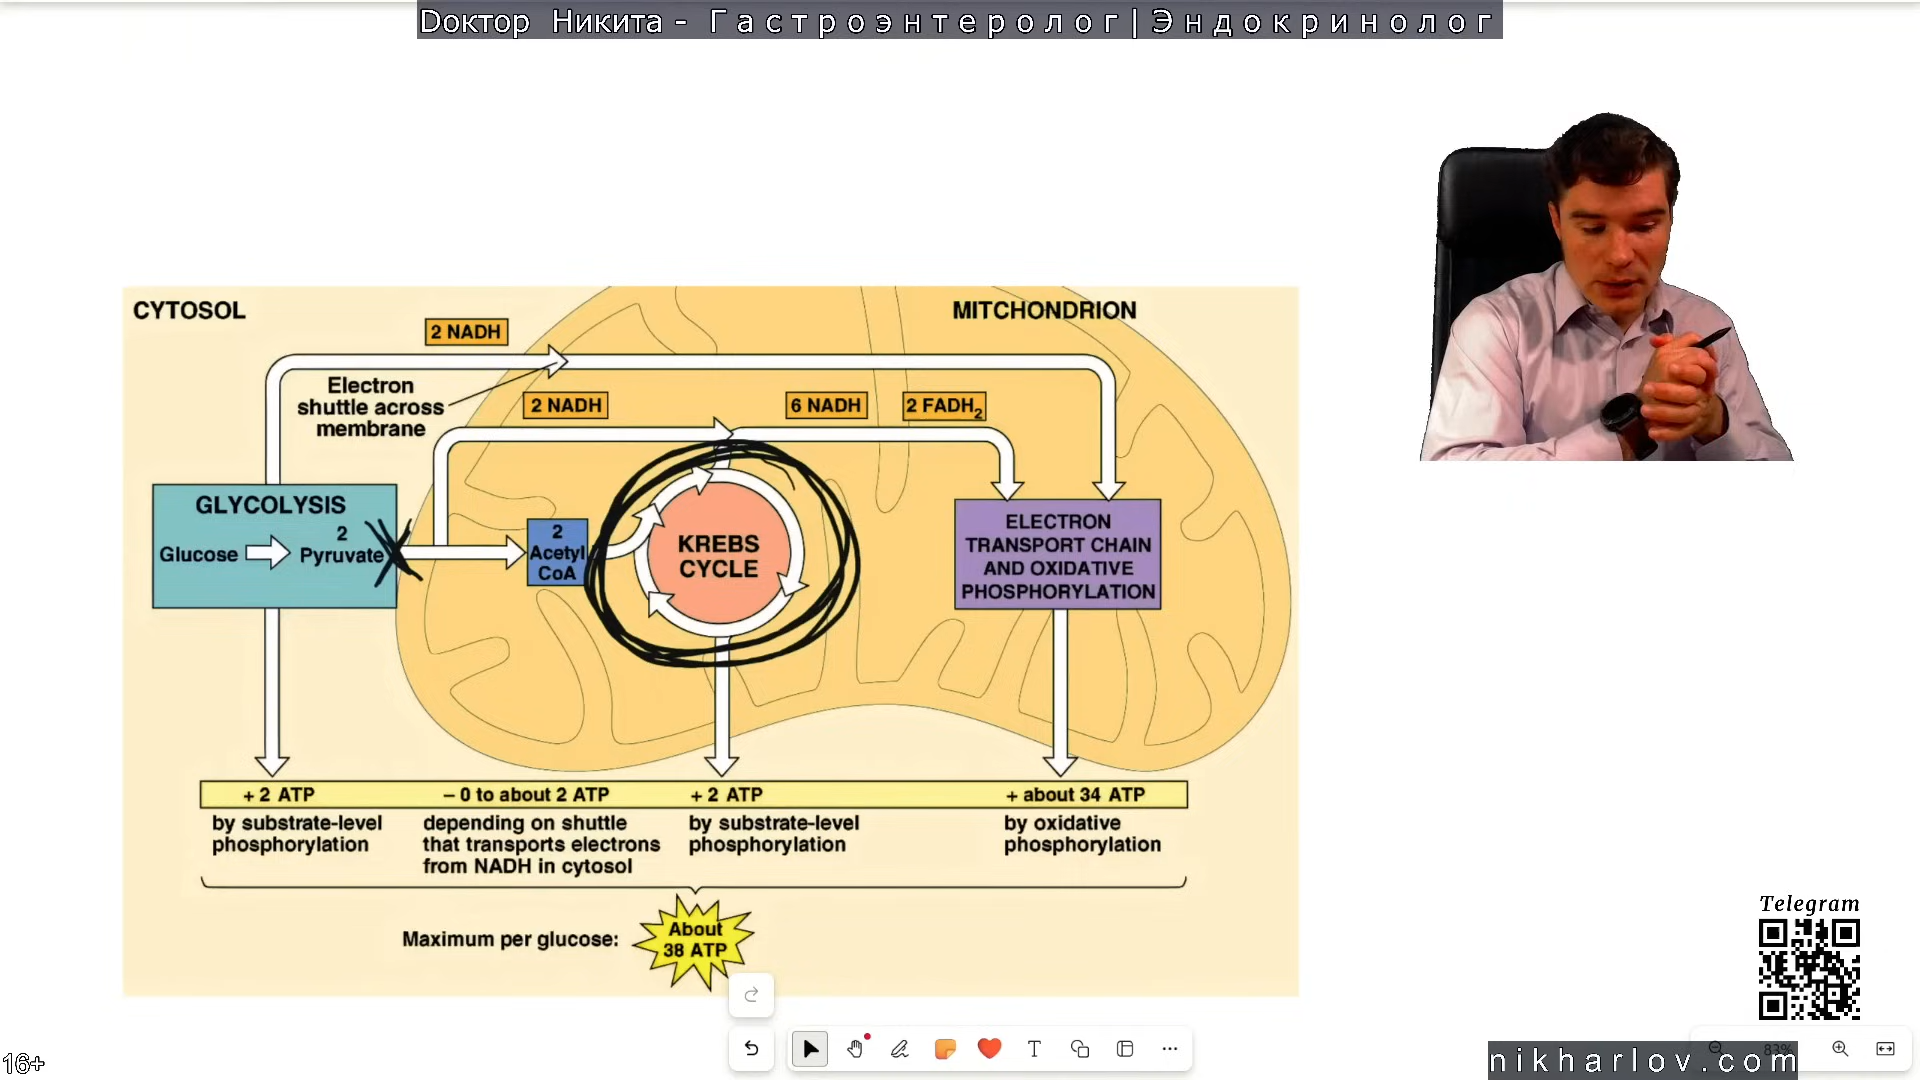 Доктор Никита - Гастроэнтеролог|Эндокринолог
CYTOSOL
MITCHONDRION
2 NADH
Electron
shuttle across
membrane
2 NADH
6 NADH
2 FADH2
GLYCOLYSIS
2
Glucose
Pyruvate
2
Acetyl
CoA
KREBS
CYCLE
ELECTRON
TRANSPORT CHAIN
AND OXIDATIVE
PHOSPHORYLATION
+ 2 ATP
– 0 to about 2 ATP
+ 2 ATP
+ about 34 ATP
by substrate-level
phosphorylation
depending on shuttle
that transports electrons
from NADH in cytosol
by substrate-level
phosphorylation
by oxidative
phosphorylation
Maximum per glucose:
About
38 ATP
Telegram
T
83%
nikharlov.com
16+